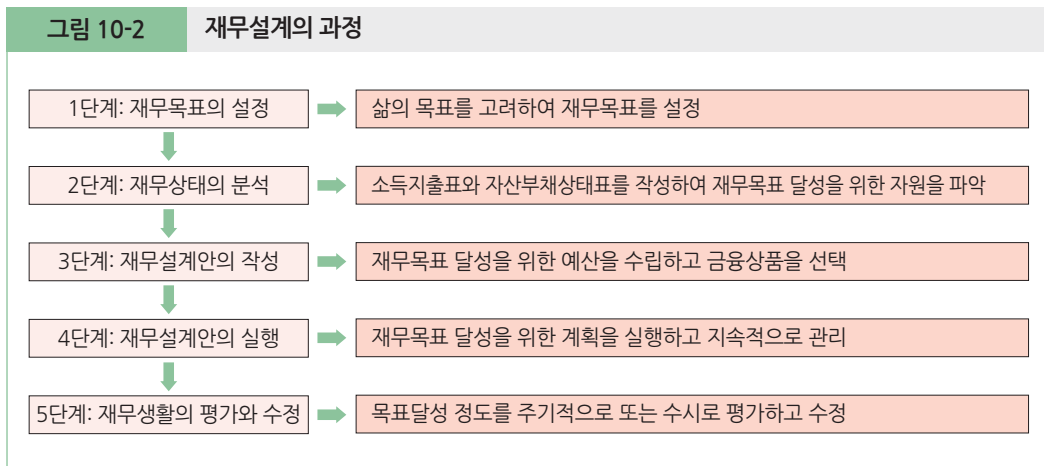 그림 10-2 재무설계의 과정
1단계: 재무목표의 설정 삶의 목표를 고려하여 재무목표를 설정
2단계: 재무상태의 분석 소득지출표와 자산부채상태표를 작성하여 재무목표 달성을 위한 자원을 파악
3단계: 재무설계안의 작성 재무목표 달성을 위한 예산을 수립하고 금융상품을 선택
4단계: 재무설계안의 실행 재무목표 달성을 위한 계획을 실행하고 지속적으로 관리
5단계: 재무생활의 평가와 수정 목표달성 정도를 주기적으로 또는 수시로 평가하고 수정